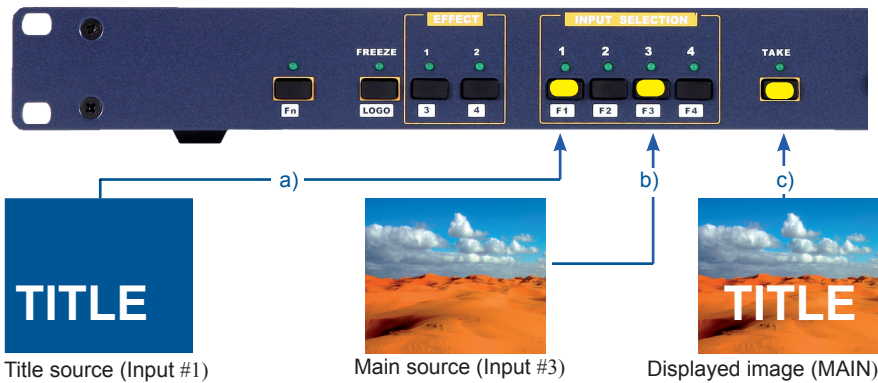 EFFECT
INPUT SELECTION
FREEZE
1
2
1
2
3
4
TAKE
Fn
LOGO
3
4
F1
F2
F3
F4
a)
b)
c)
TITLE
TITLE
Title source (Input #1)
Main source (Input #3)
Displayed image (MAIN)